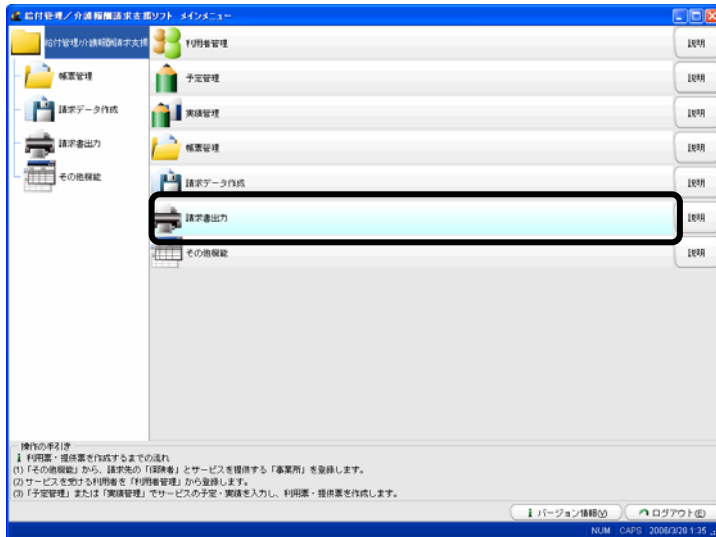 給付管理／介護報酬請求支援ソフト メインメニュー
給付管理/介護報酬請求支援
帳票管理
請求データ作成
請求書出力
その他機能
利用者管理 説明
予定管理 説明
実績管理 説明
帳票管理 説明
請求データ作成 説明
請求書出力 説明
その他機能 説明
操作の手引き
利用票・提供票を作成するまでの流れ
(1)「その他機能」から、請求先の「保険者」とサービスを提供する「事業所」を登録します。
(2)サービスを受ける利用者を「利用者管理」から登録します。
(3)「予定管理」または「実績管理」でサービスの予定・実績を入力し、利用票・提供票を作成します。
バージョン情報(V) ログアウト(E)
NUM CAPS 2006/3/28 1:35